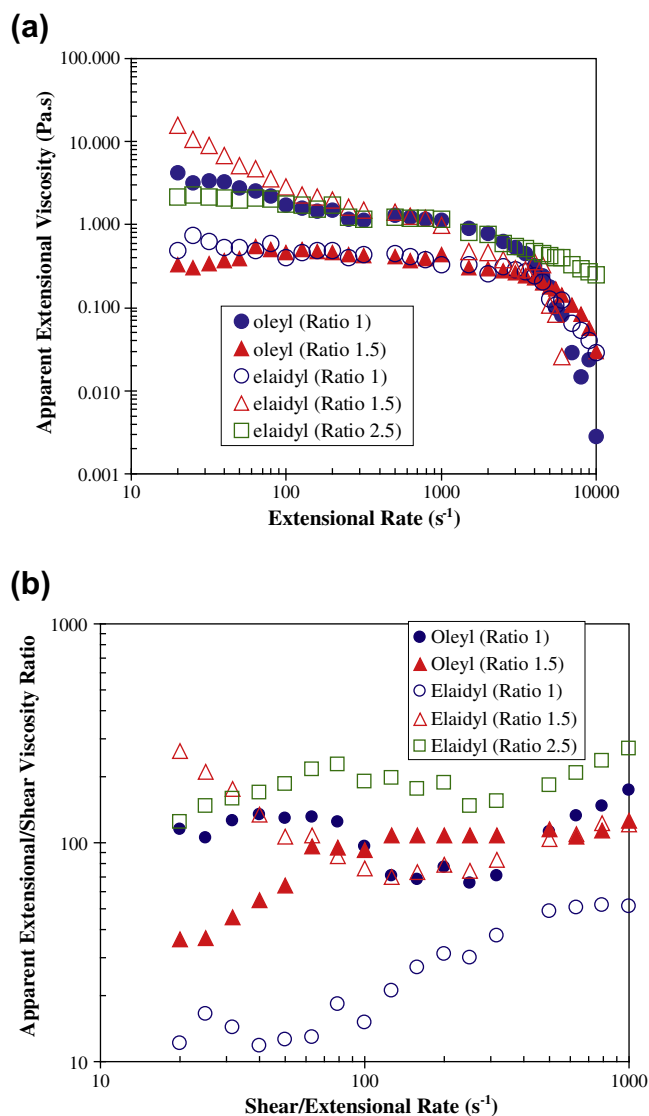 (a)
Apparent Extensional Viscosity (Pa.s)
100.000
10.000
1.000
0.100
0.010
0.001
oleyl (Ratio 1)
oleyl (Ratio 1.5)
elaidyl (Ratio 1)
elaidyl (Ratio 1.5)
elaidyl (Ratio 2.5)
10 100 1000 10000
Extensional Rate (s⁻¹)
(b)
Apparent Extensional/Shear Viscosity Ratio
1000
100
10
Oleyl (Ratio 1)
Oleyl (Ratio 1.5)
Elaidyl (Ratio 1)
Elaidyl (Ratio 1.5)
Elaidyl (Ratio 2.5)
10 100 1000
Shear/Extensional Rate (s⁻¹)